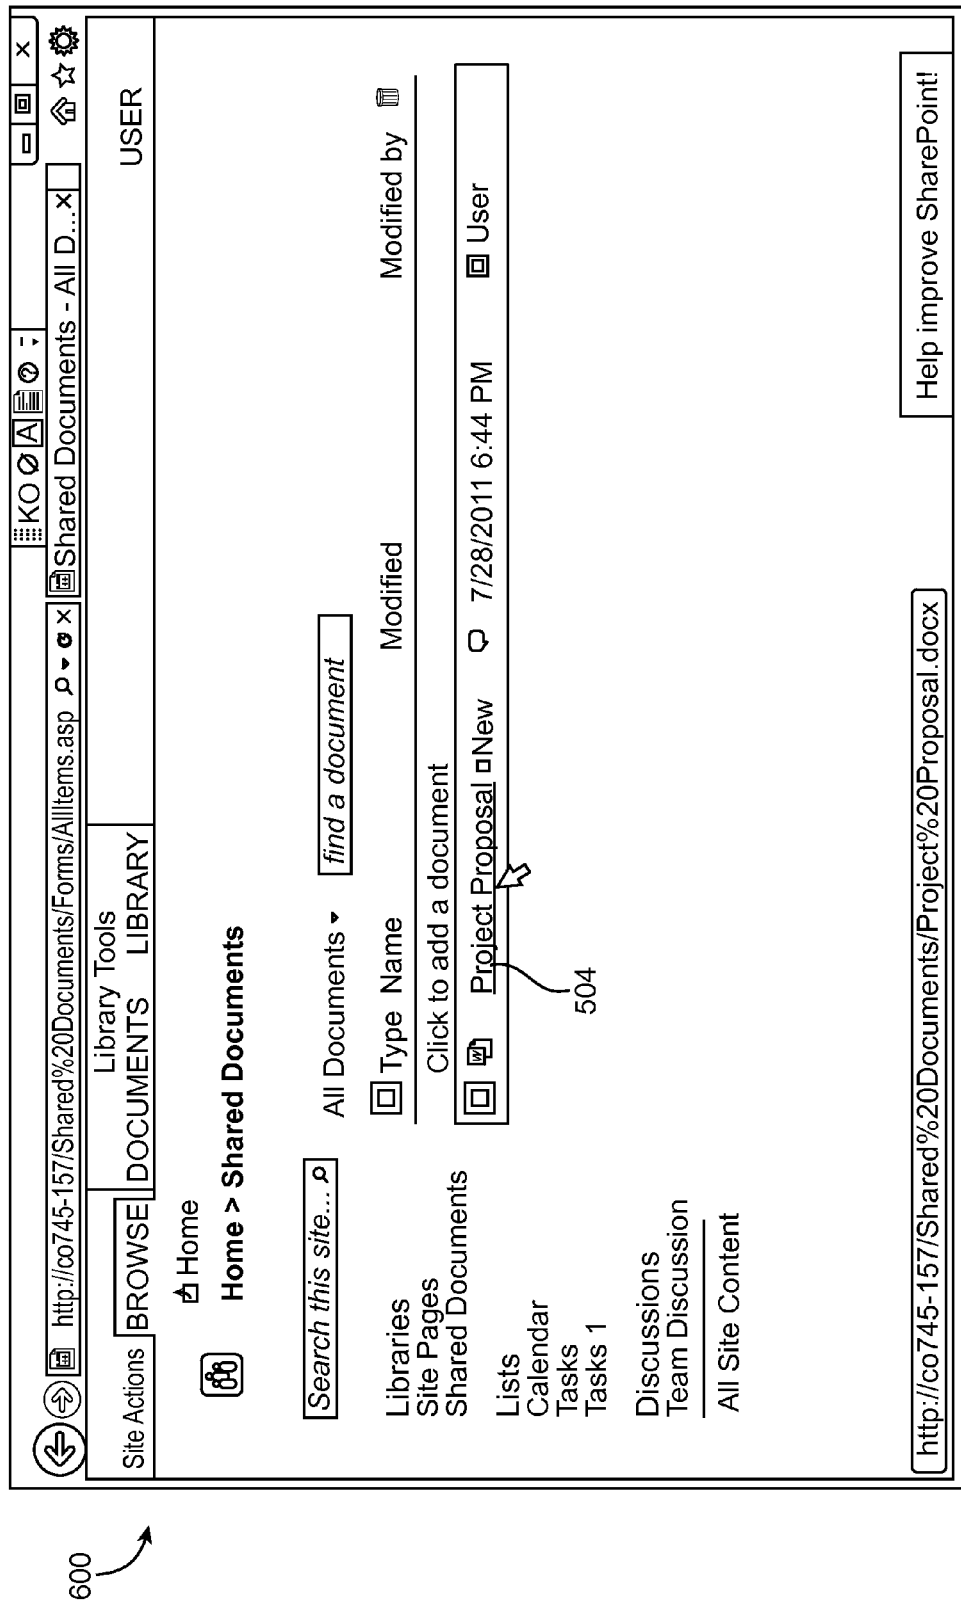 KO A ?
http://co745-157/Shared%20Documents/Forms/AllItems.asp
Shared Documents - All D...×
Library Tools
Site Actions BROWSE DOCUMENTS LIBRARY USER
Home
Home > Shared Documents
Search this site...
All Documents
find a document
Type Name Modified Modified by
Click to add a document
W Project Proposal New 7/28/2011 6:44 PM User
504
Libraries
Site Pages
Shared Documents
Lists
Calendar
Tasks
Tasks 1
Discussions
Team Discussion
All Site Content
http://co745-157/Shared%20Documents/Project%20Proposal.docx
Help improve SharePoint!
600